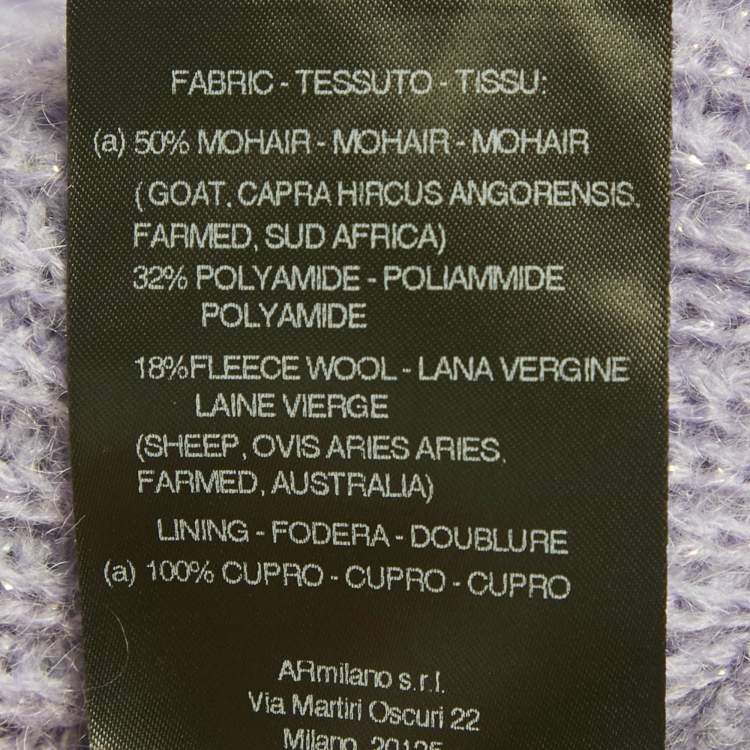 FABRIC - TESSUTO - TISSU:
(a) 50% MOHAIR - MOHAIR - MOHAIR
( GOAT, CAPRA HIRCUS ANGORENSIS,
FARMED, SUD AFRICA)
32% POLYAMIDE - POLIAMMIDE
POLYAMIDE
18%FLEECE WOOL - LANA VERGINE
LAINE VIERGE
(SHEEP, OVIS ARIES ARIES,
FARMED, AUSTRALIA)
LINING - FODERA - DOUBLURE
(a) 100% CUPRO - CUPRO - CUPRO
ARmilano s.r.l.
Via Martiri Oscuri 22
Milano, 20125